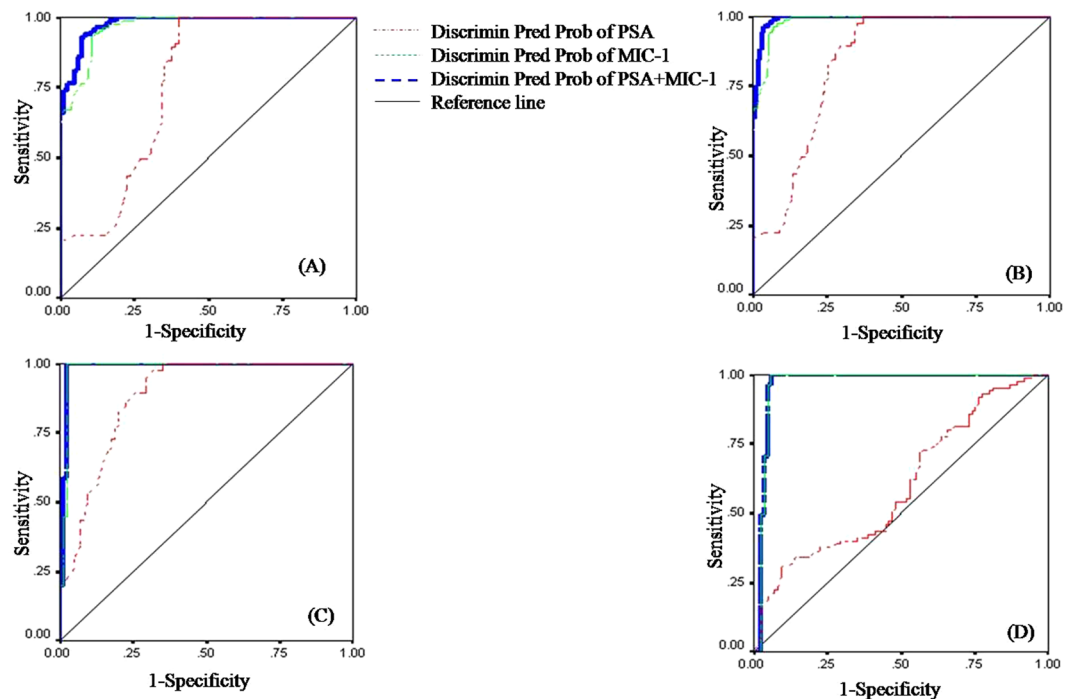 1.00
.75
.50
.25
0.00
Sensitivity
0.00 .25 .50 .75 1.00
1-Specificity
(A)
Discrimin Pred Prob of PSA
Discrimin Pred Prob of MIC-1
Discrimin Pred Prob of PSA+MIC-1
Reference line
1.00
.75
.50
.25
0.00
Sensitivity
0.00 .25 .50 .75 1.00
1-Specificity
(B)
1.00
.75
.50
.25
0.00
Sensitivity
0.00 .25 .50 .75 1.00
1-Specificity
(C)
1.00
.75
.50
.25
0.00
Sensitivity
0.00 .25 .50 .75 1.00
1-Specificity
(D)